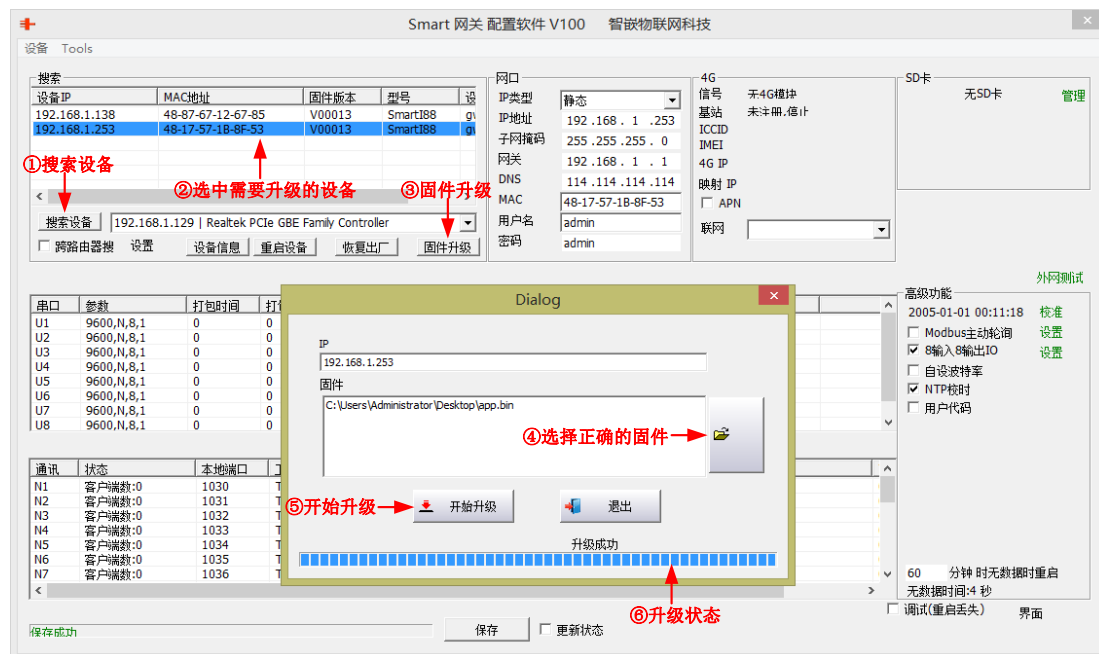 Smart 网关 配置软件 V100 智嵌物联网科技
设备 Tools
搜索
设备IP MAC地址 固件版本 型号 设
192.168.1.138 48-87-67-12-67-85 V00013 SmartI88
192.168.1.253 48-17-57-1B-8F-53 V00013 SmartI88
①搜索设备
②选中需要升级的设备
③固件升级
搜索设备 192.168.1.129 | Realtek PCIe GBE Family Controller
跨路由器搜 设置 设备信息 重启设备 恢复出厂 固件升级
网口
IP类型 静态
IP地址 192 .168 . 1 .253
子网掩码 255 .255 .255 . 0
网关 192 .168 . 1 . 1
DNS 114 .114 .114 .114
MAC 48-17-57-1B-8F-53
用户名 admin
密码 admin
4G
信号 无4G模块
基站 未注册.停止
ICCID
IMEI
4G IP
映射 IP
APN
联网
SD卡
无SD卡 管理
外网测试
串口 参数 打包时间
U1 9600,N,8,1 0 0
U2 9600,N,8,1 0 0
U3 9600,N,8,1 0 0
U4 9600,N,8,1 0 0
U5 9600,N,8,1 0 0
U6 9600,N,8,1 0 0
U7 9600,N,8,1 0 0
U8 9600,N,8,1 0 0
通讯 状态 本地端口
N1 客户端数:0 1030
N2 客户端数:0 1031
N3 客户端数:0 1032
N4 客户端数:0 1033
N5 客户端数:0 1034
N6 客户端数:0 1035
N7 客户端数:0 1036
Dialog
IP
192.168.1.253
固件
C:\Users\Administrator\Desktop\app.bin
④选择正确的固件
⑤开始升级
开始升级 退出
升级成功
⑥升级状态
高级功能
2005-01-01 00:11:18 校准
Modbus主动轮询 设置
8输入8输出IO 设置
自设波特率
NTP校时
用户代码
60 分钟 时无数据时重启
无数据时间:4 秒
调试(重启丢失) 界面
保存成功 保存 更新状态